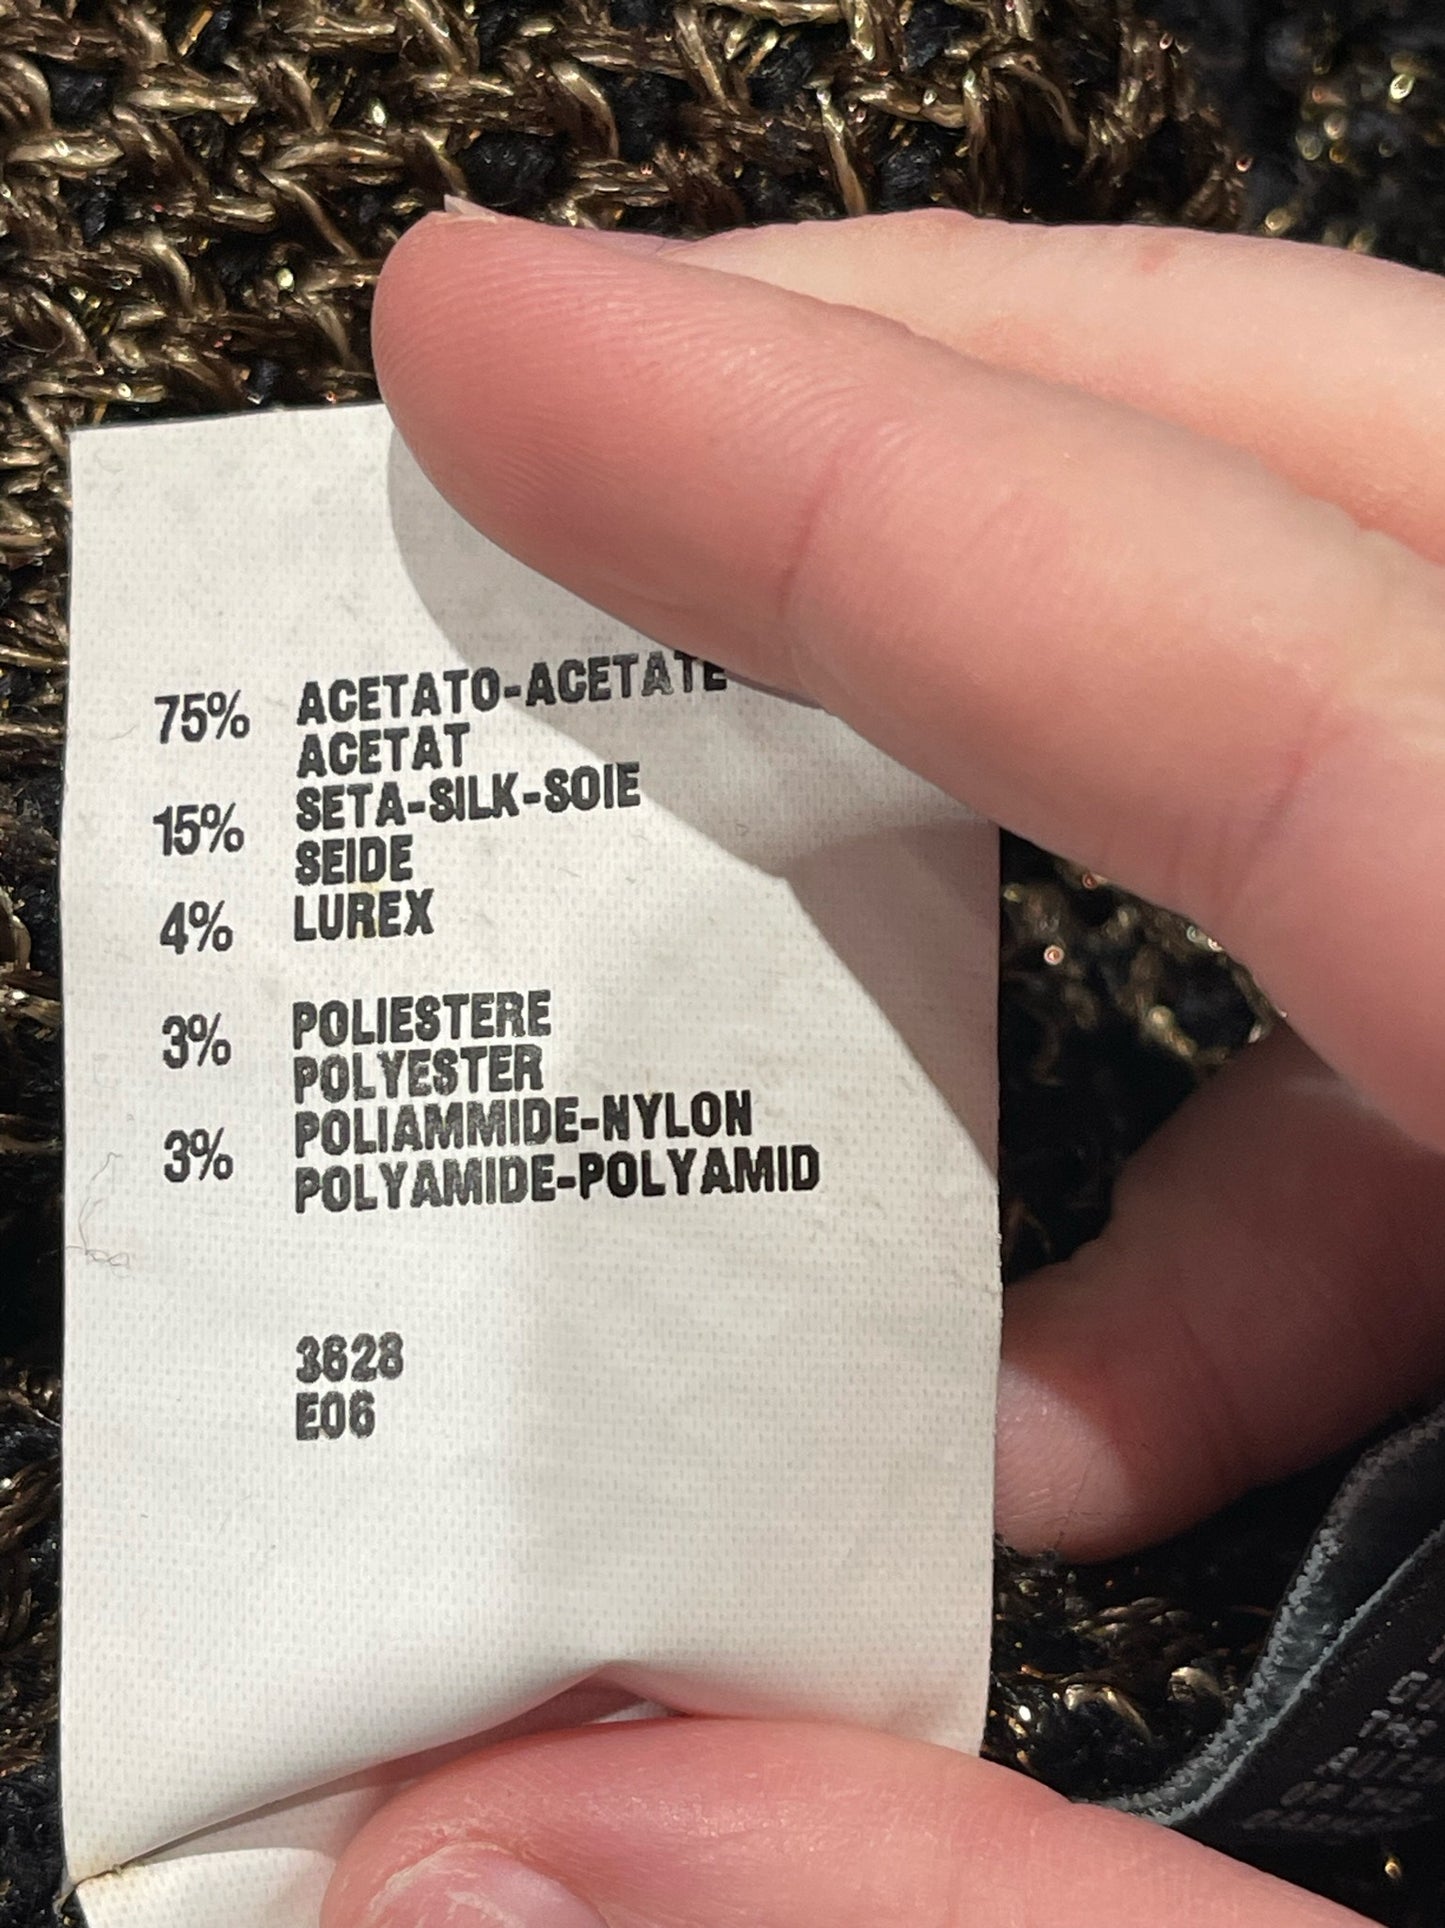 75% ACETATO-ACETATE
ACETAT
15% SETA-SILK-SOIE
SEIDE
4% LUREX
3% POLIESTERE
POLYESTER
3% POLIAMMIDE-NYLON
POLYAMIDE-POLYAMID
3628
E06